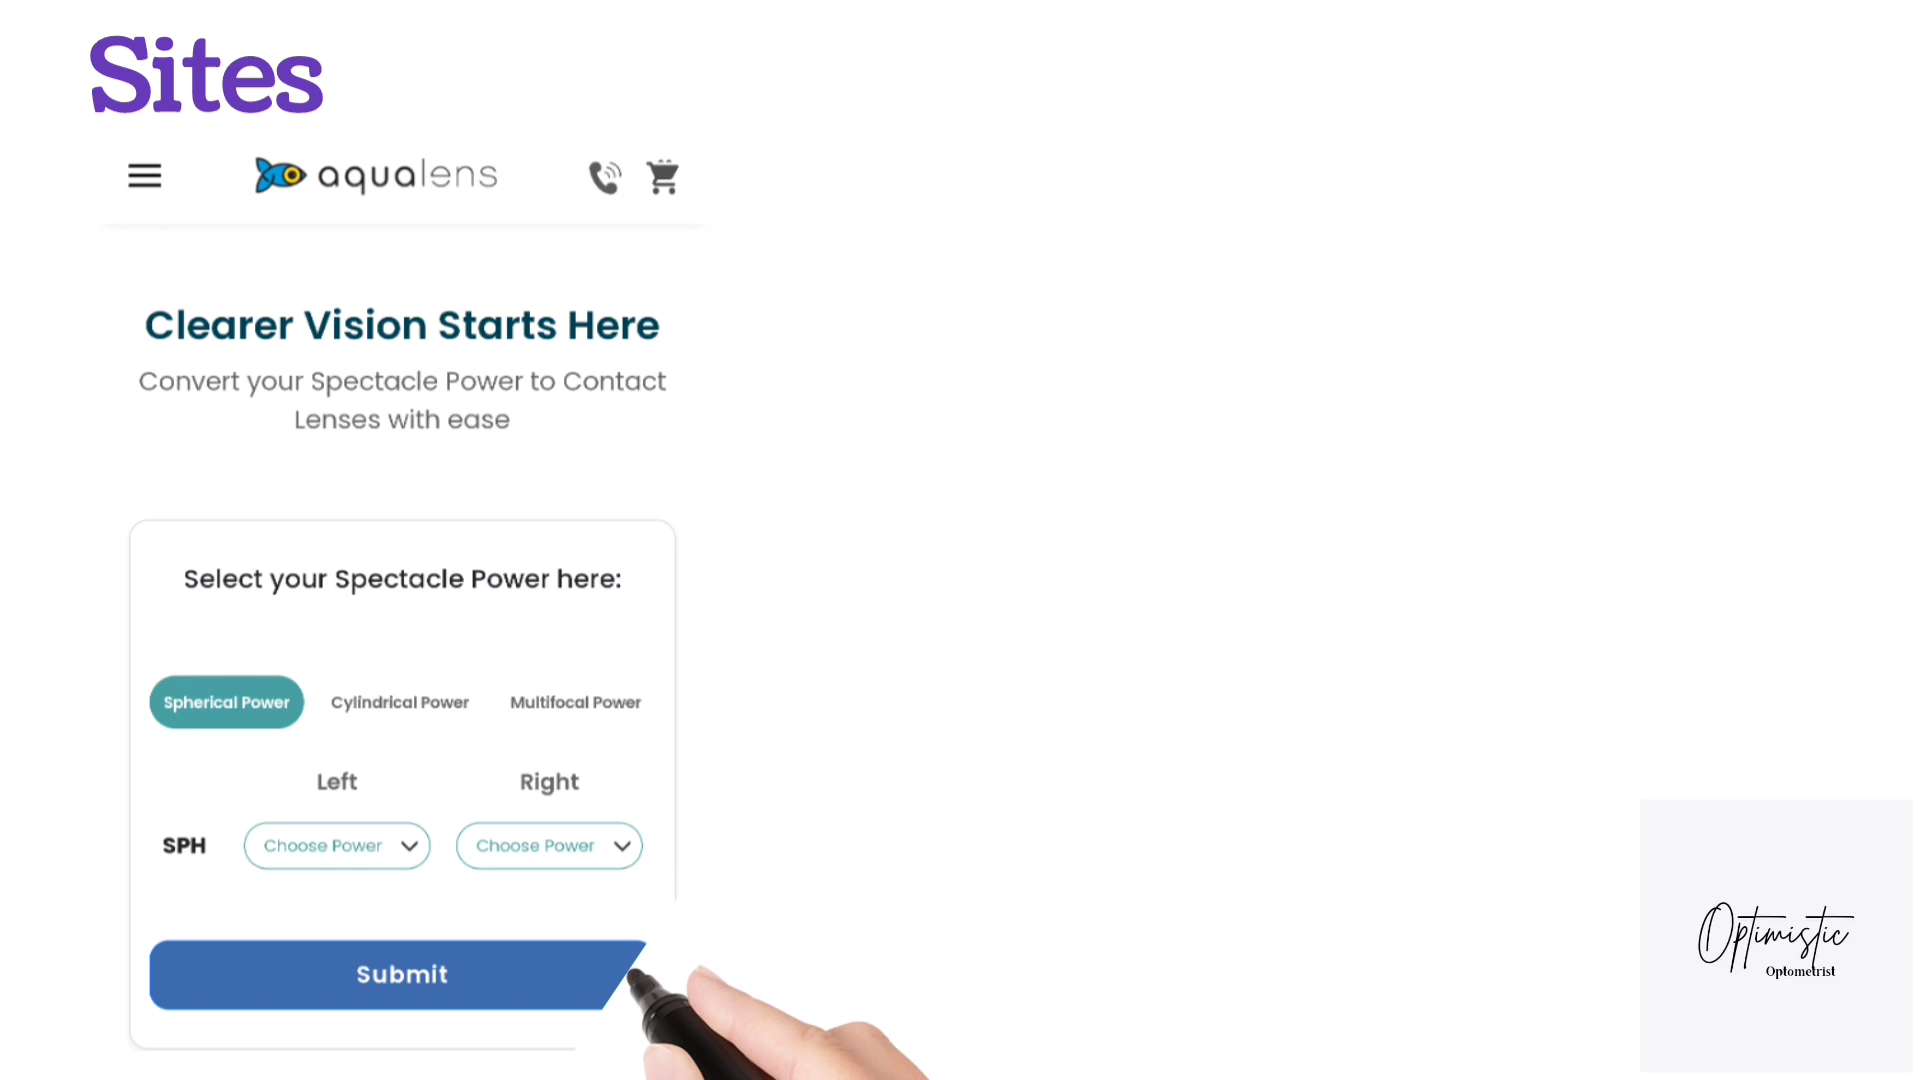 Sites
aqualens
Clearer Vision Starts Here
Convert your Spectacle Power to Contact
Lenses with ease
Select your Spectacle Power here:
Spherical Power Cylindrical Power Multifocal Power
Left Right
SPH Choose Power Choose Power
Submit
Optimistic
Optometrist